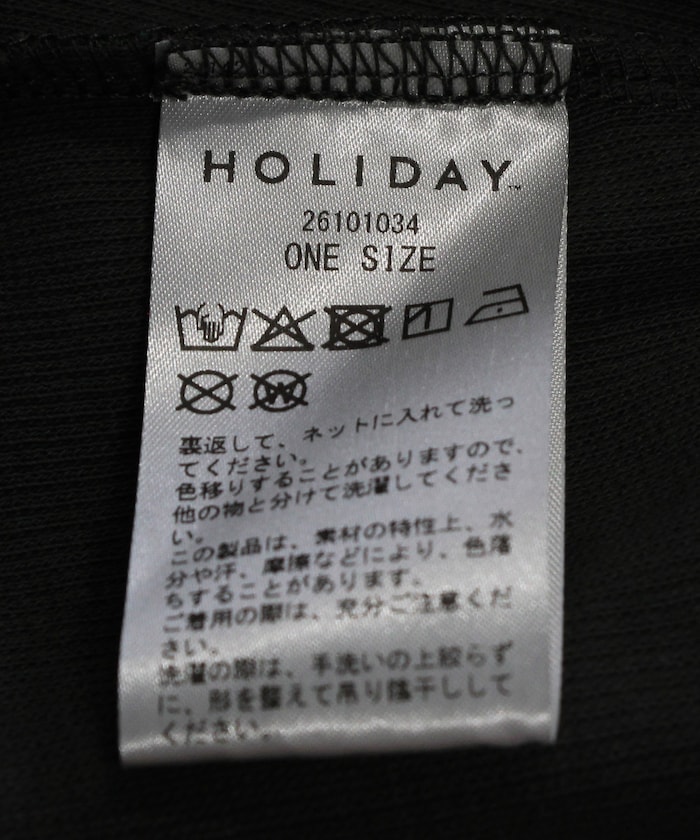 HOLIDAY™
26101034
ONE SIZE
W
裏返して、ネットに入れて洗っ
てください。
色移りすることがありますので、
他の物と分けて洗濯してくださ
い。
この製品は、素材の特性上、水
分や汗、摩擦などにより、色落
ちすることがあります。
ご着用の際は、充分ご注意くだ
さい。
洗濯の際は、手洗いの上絞らず
に、形を整えて吊り陰干しして
ください。